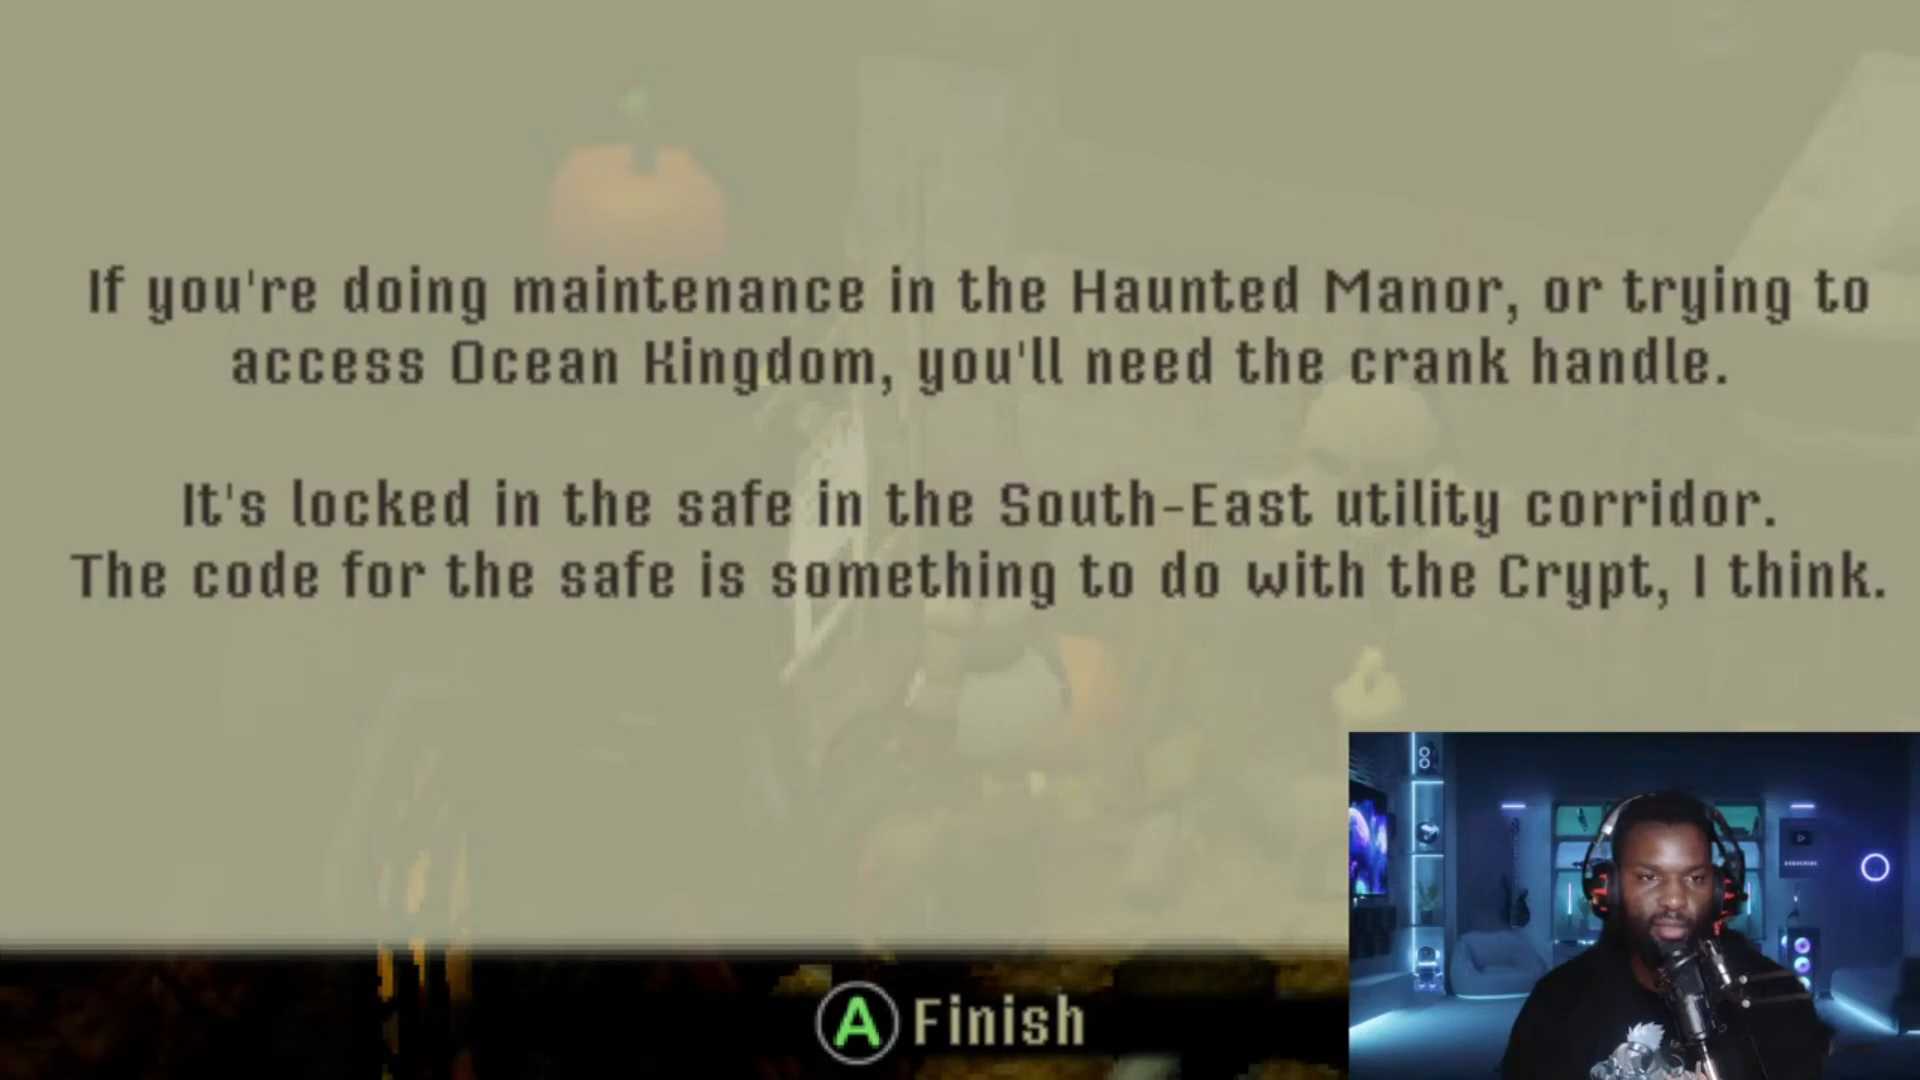 If you're doing maintenance in the Haunted Manor, or trying to
access Ocean Kingdom, you'll need the crank handle.
It's locked in the safe in the South-East utility corridor.
The code for the safe is something to do with the Crypt, I think.
A Finish